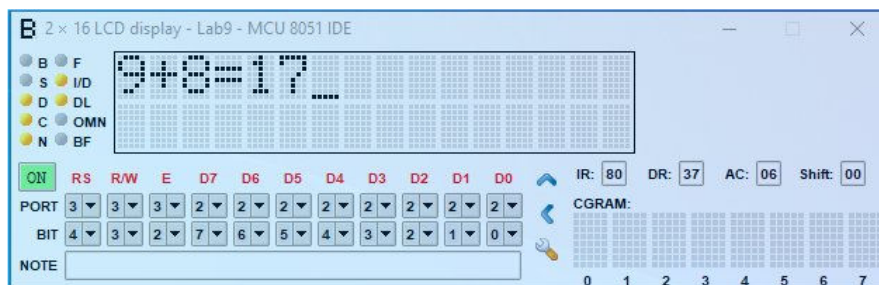 B 2 × 16 LCD display - Lab9 - MCU 8051 IDE
B F
S I/D
D DL
C OMN
N BF
9+8=17_
ON RS R/W E D7 D6 D5 D4 D3 D2 D1 D0
IR: 80 DR: 37 AC: 06 Shift: 00
PORT 3 3 3 2 2 2 2 2 2 2 2
CGRAM:
BIT 4 3 2 7 6 5 4 3 2 1 0
NOTE
0 1 2 3 4 5 6 7